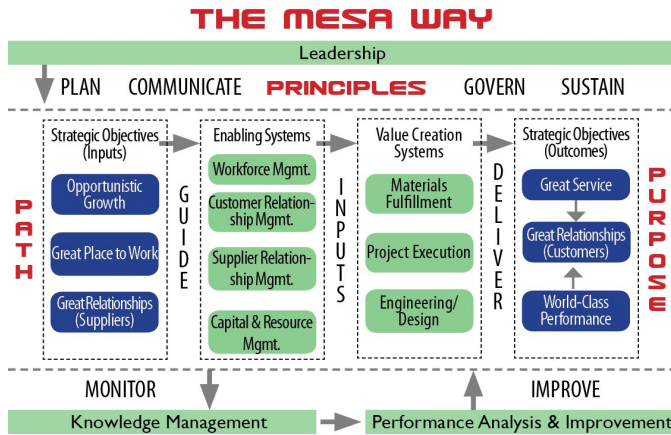 THE MESA WAY
Leadership
PLAN COMMUNICATE PRINCIPLES GOVERN SUSTAIN
PATH
Strategic Objectives
(Inputs)
Opportunistic
Growth
Great Place to Work
Great Relationships
(Suppliers)
GUIDE
Enabling Systems
Workforce Mgmt.
Customer Relation-
ship Mgmt.
Supplier Relation-
ship Mgmt.
Capital & Resource
Mgmt.
INPUTS
Value Creation
Systems
Materials
Fulfillment
Project Execution
Engineering/
Design
DELIVER
Strategic Objectives
(Outcomes)
Great Service
Great Relationships
(Customers)
World-Class
Performance
PURPOSE
MONITOR IMPROVE
Knowledge Management
Performance Analysis & Improvement